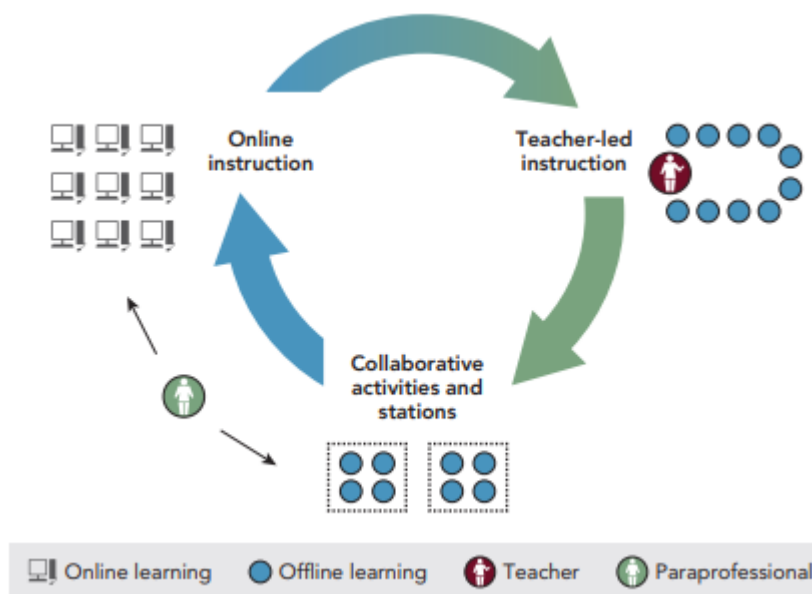 Online
instruction
Teacher-led
instruction
Collaborative
activities and
stations
Online learning
Offline learning
Teacher
Paraprofessional